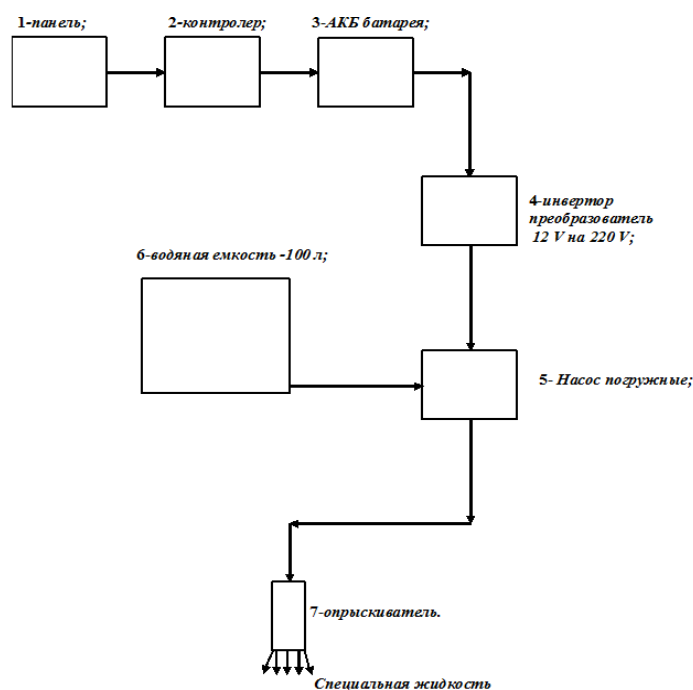 1-панель;
2-контролер;
3-АКБ батарея;
4-инвертор
преобразователь
12 V на 220 V;
6-водяная емкость -100 л;
5- Насос погружные;
7-опрыскиватель.
Специальная жидкость